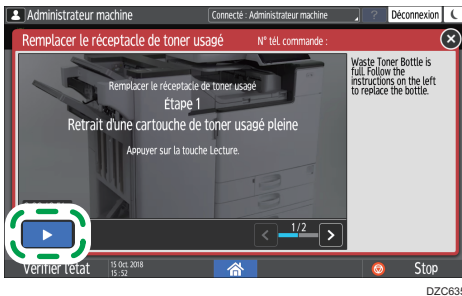 Administrateur machine
Connecté : Administrateur machine
?
Déconnexion
Remplacer le réceptacle de toner usagé
N° tél. commande :
Remplacer le réceptacle de toner usagé
Étape 1
Retrait d'une cartouche de toner usagé pleine
Appuyer sur la touche Lecture.
Waste Toner Bottle is
full. Follow the
instructions on the left
to replace the bottle.
1/2
Vérifier l'état
15 Oct. 2018
15 : 52
Stop
DZC635